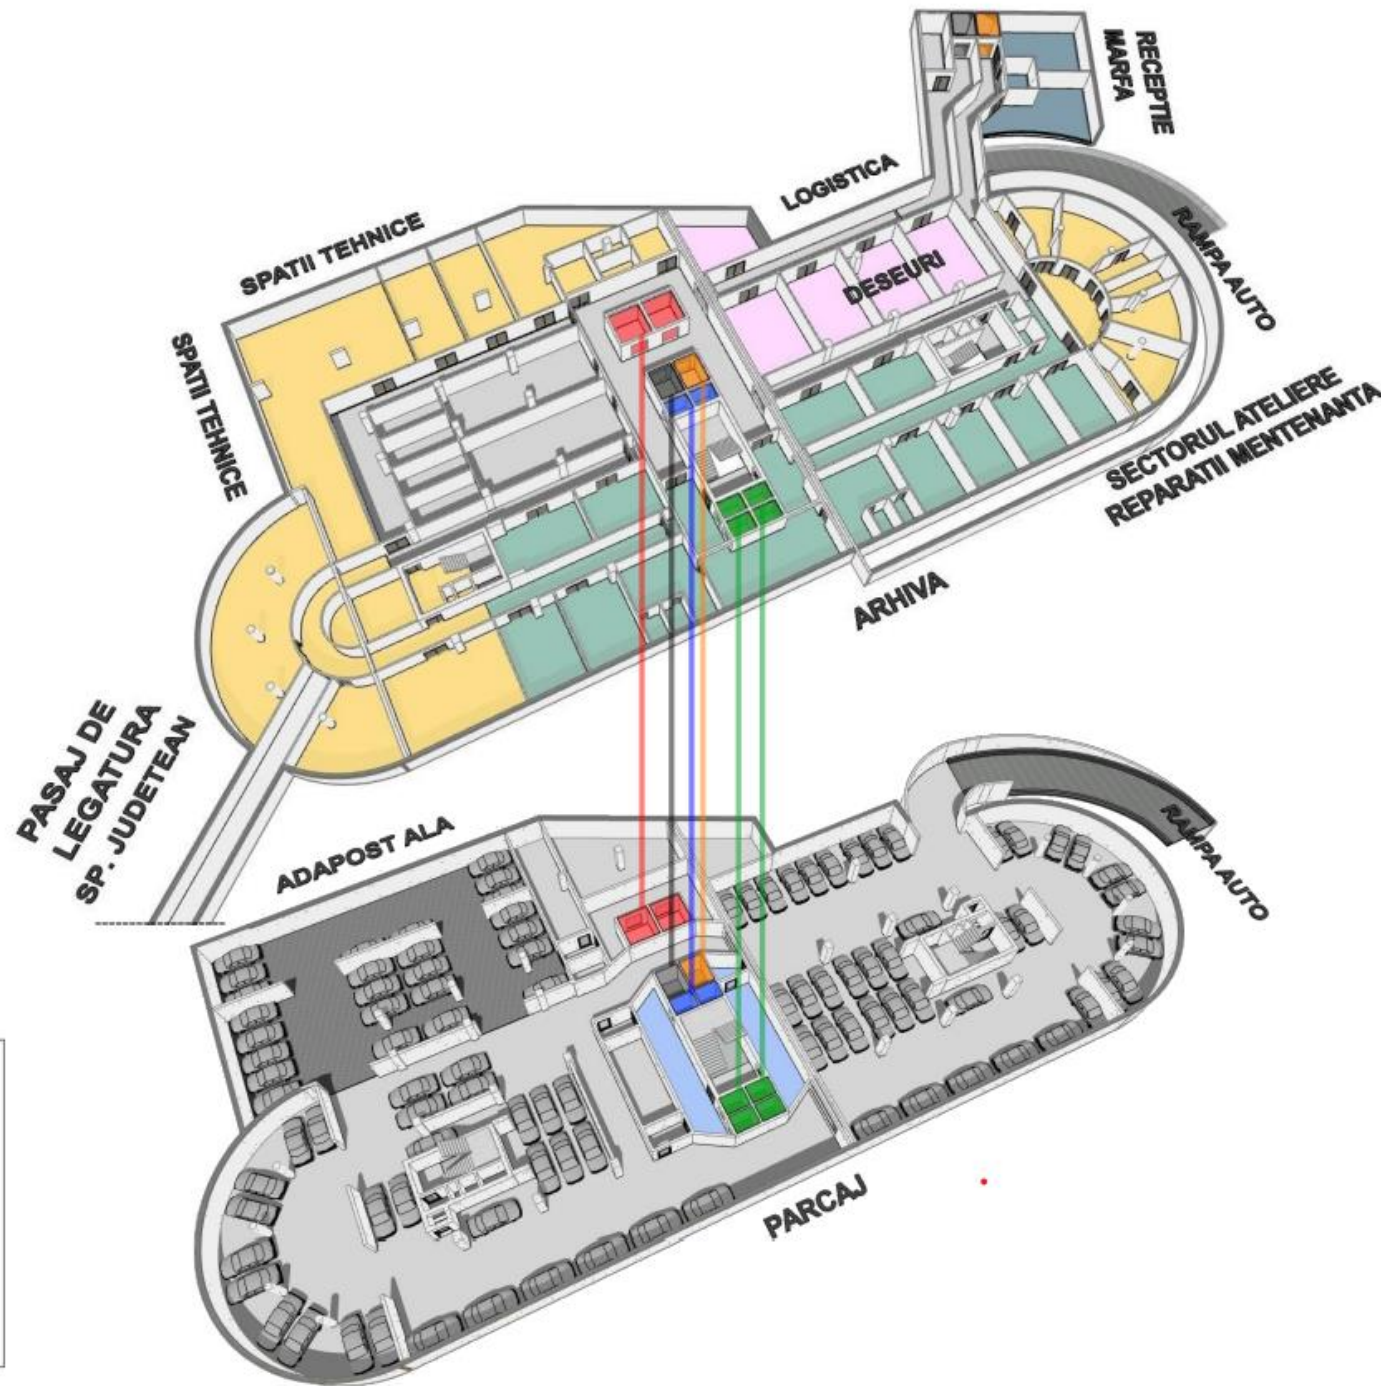 RECEPTIE
MARFA
LOGISTICA
SPATII TEHNICE
RAMPA AUTO
DESEURI
SPATII TEHNICE
SECTORUL ATELIERE
REPARATII MENTENANTA
ARHIVA
PASAJ DE
LEGATURA
SP. JUDETEAN
ADAPOST ALA
RAMPA AUTO
PARCAJ